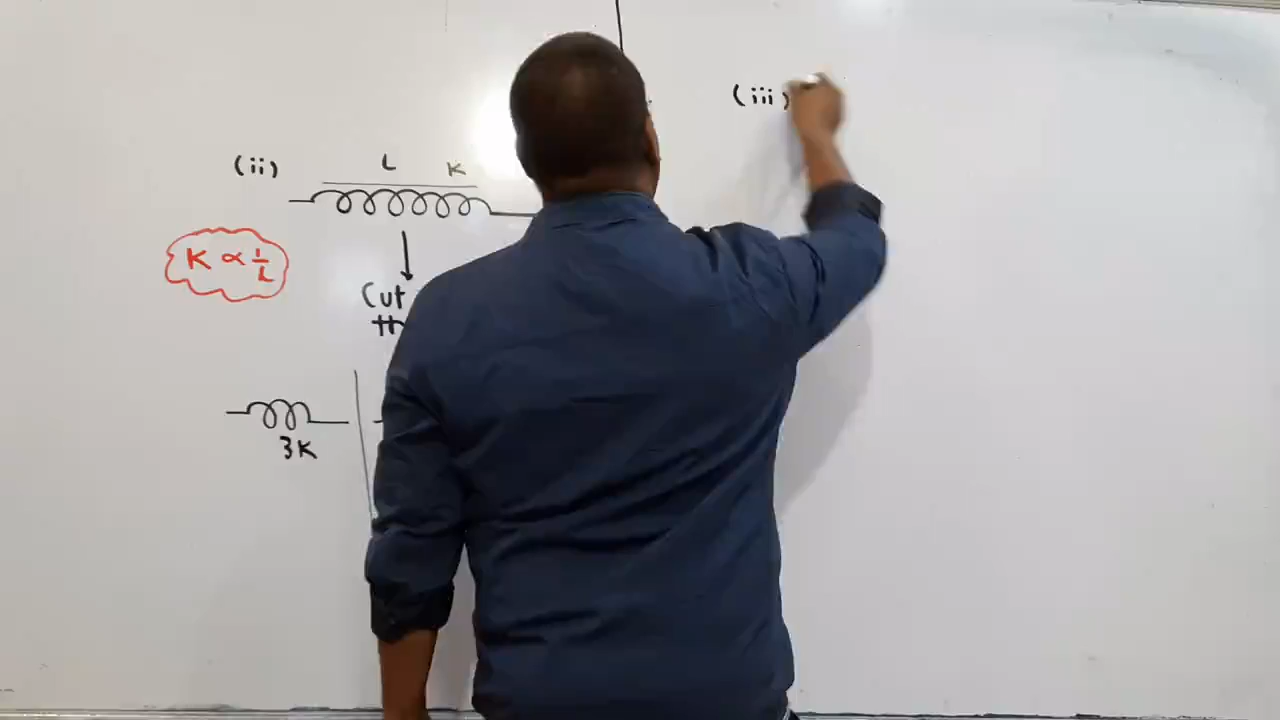 (ii)
L K
K ∝ 1/L
Cut
3K
(iii)